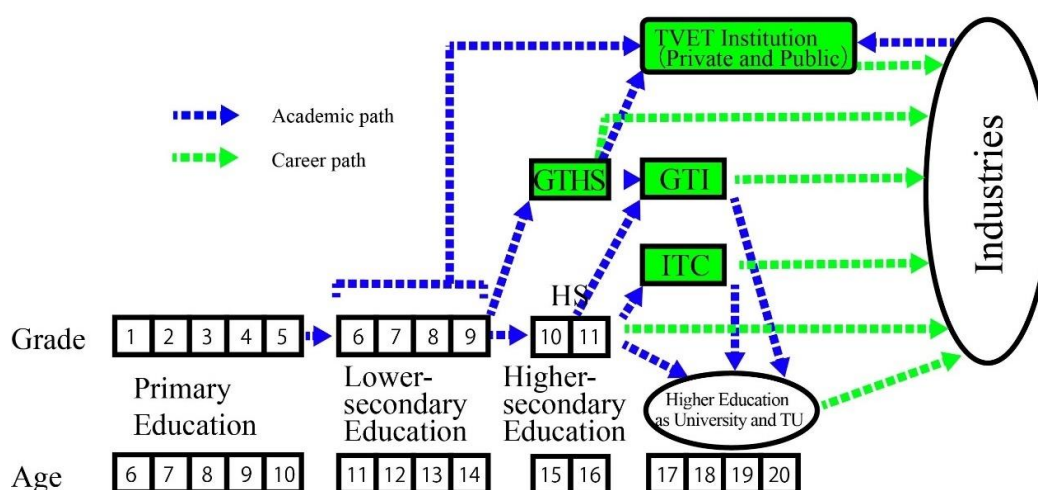 TVET Institution
(Private and Public)
Academic path
Career path
GTHS
GTI
Industries
ITC
HS
Grade
1 2 3 4 5
6 7 8 9
10 11
Primary
Education
Lower-
secondary
Education
Higher-
secondary
Education
Higher Education
as University and TU
Age
6 7 8 9 10
11 12 13 14
15 16
17 18 19 20